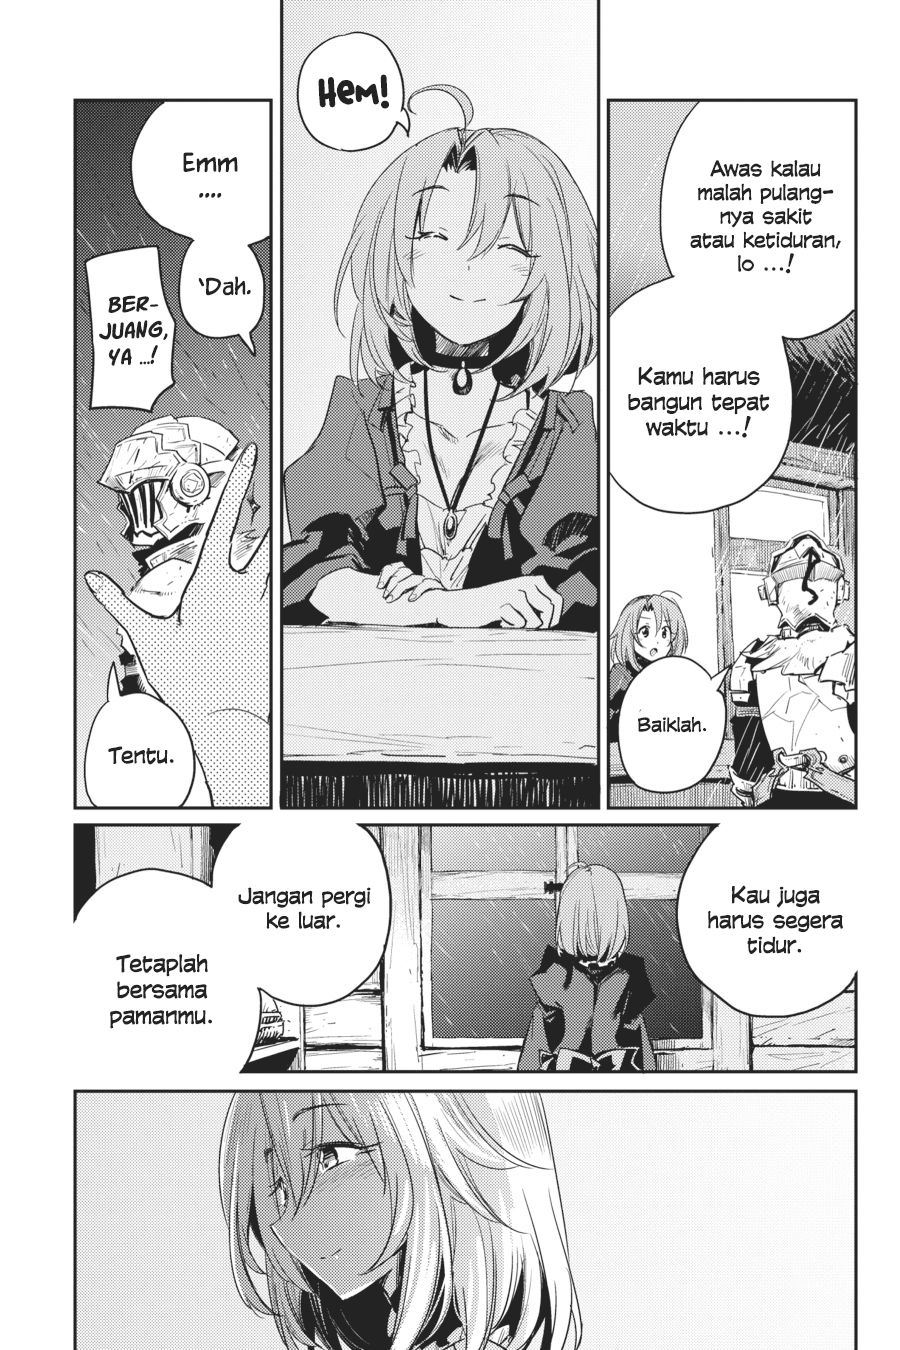 Awas kalau
malah pulang-
nya sakit
atau ketiduran,
lo ...!
Kamu harus
bangun tepat
waktu ...!
Baiklah.
Hem!
Emm
....
'Dah.
BER-
JUANG,
YA ...!
Tentu.
Kau juga
harus segera
tidur.
Jangan pergi
ke luar.
Tetaplah
bersama
pamanmu.